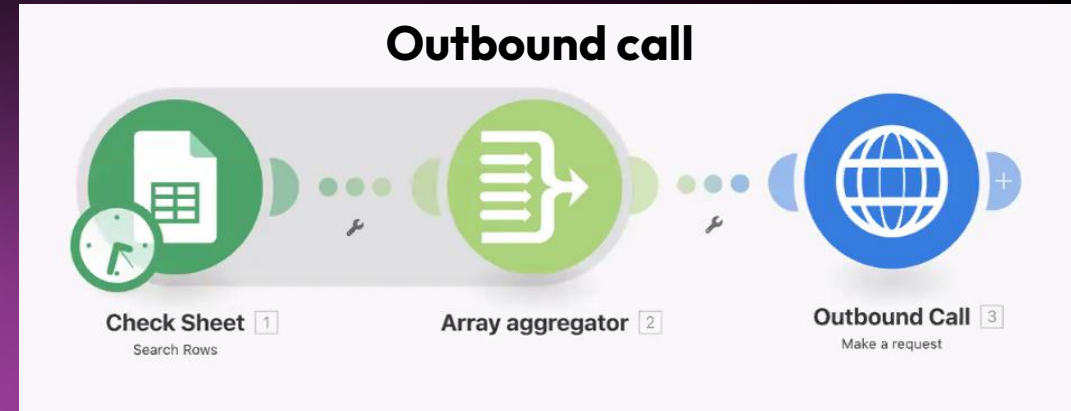 Outbound call
Check Sheet 1
Search Rows
Array aggregator 2
Outbound Call 3
Make a request